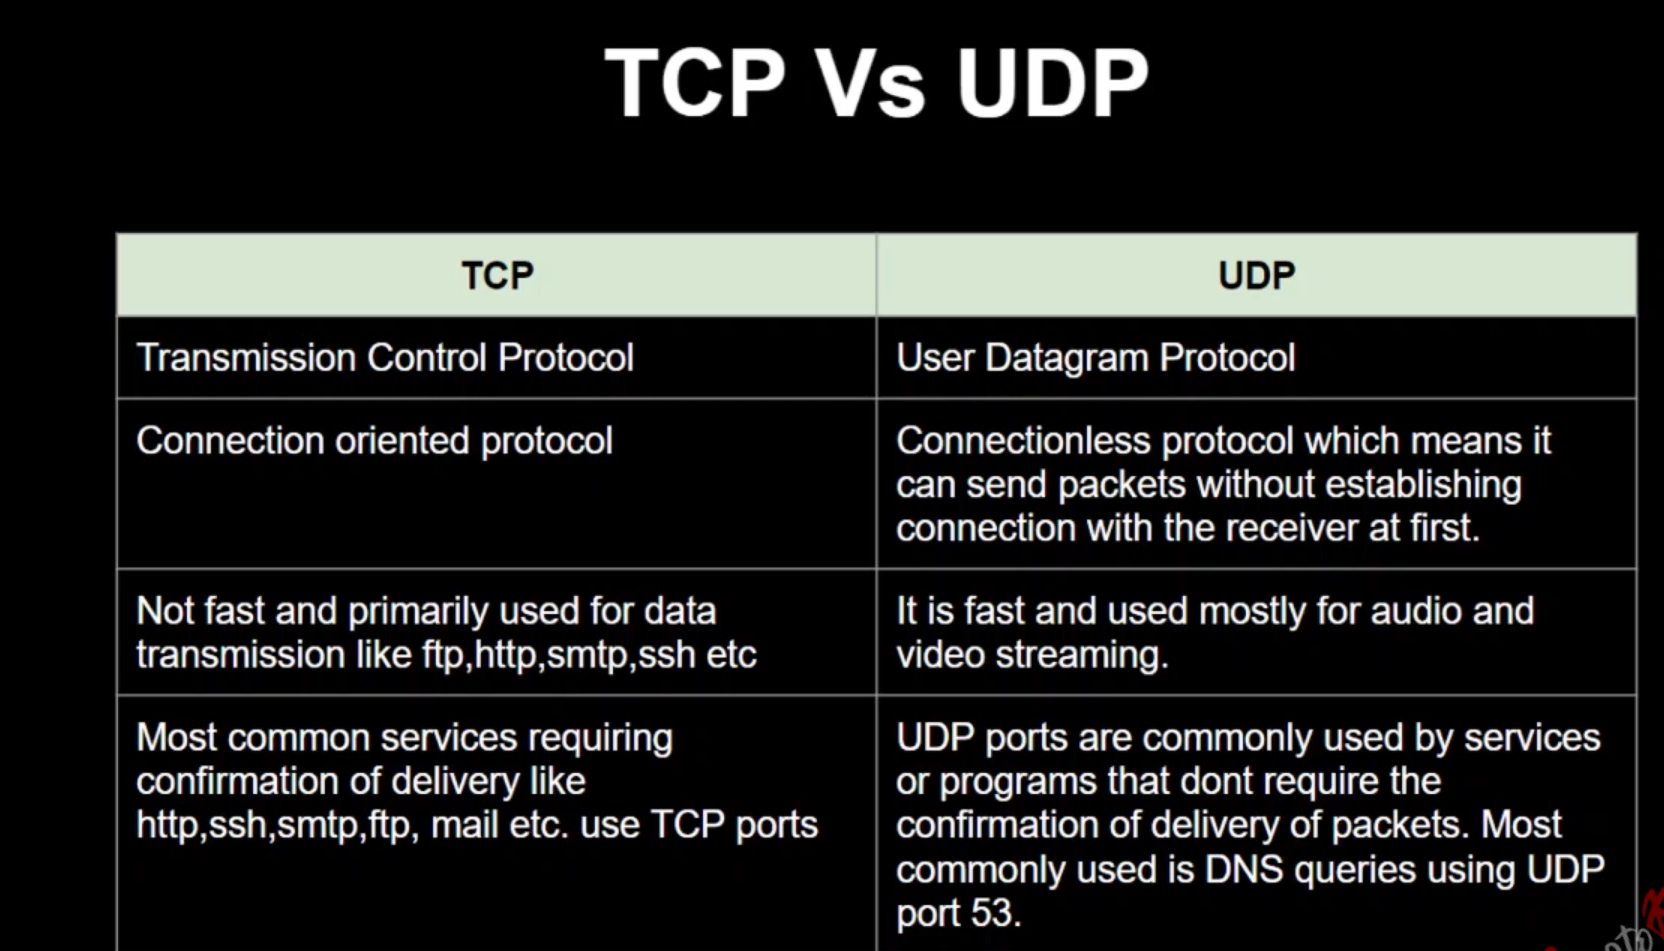 TCP Vs UDP
TCP
UDP
Transmission Control Protocol
User Datagram Protocol
Connection oriented protocol
Connectionless protocol which means it
can send packets without establishing
connection with the receiver at first.
Not fast and primarily used for data
transmission like ftp,http,smtp,ssh etc
It is fast and used mostly for audio and
video streaming.
Most common services requiring
confirmation of delivery like
http,ssh,smtp,ftp, mail etc. use TCP ports
UDP ports are commonly used by services
or programs that dont require the
confirmation of delivery of packets. Most
commonly used is DNS queries using UDP
port 53.